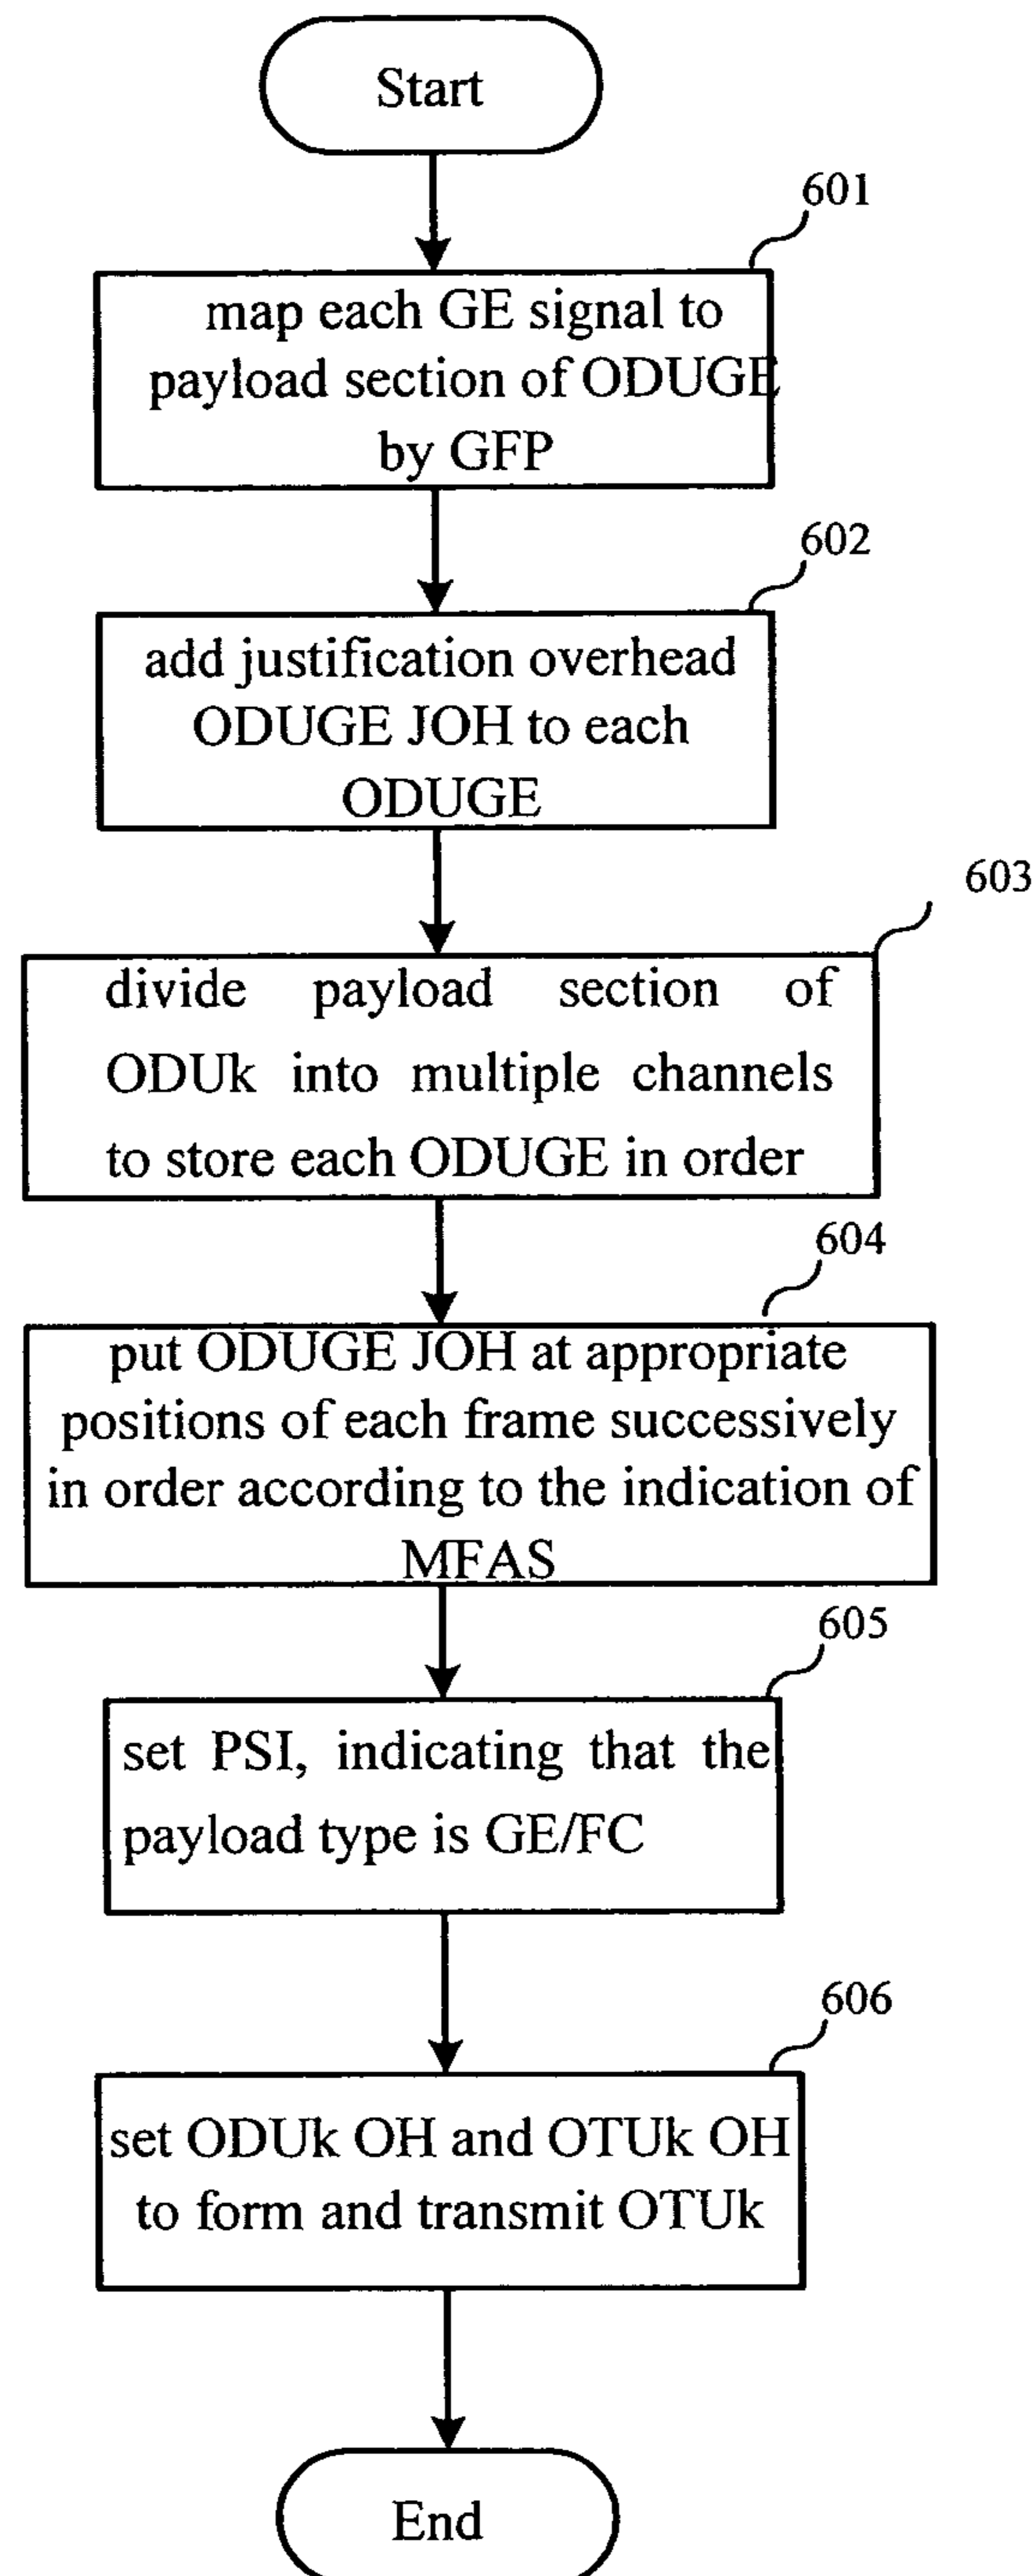 Start
601
map each GE signal to
payload section of ODUGE
by GFP
602
add justification overhead
ODUGE JOH to each
ODUGE
603
divide payload section of
ODUk into multiple channels
to store each ODUGE in order
604
put ODUGE JOH at appropriate
positions of each frame successively
in order according to the indication of
MFAS
605
set PSI, indicating that the
payload type is GE/FC
606
set ODUk OH and OTUk OH
to form and transmit OTUk
End